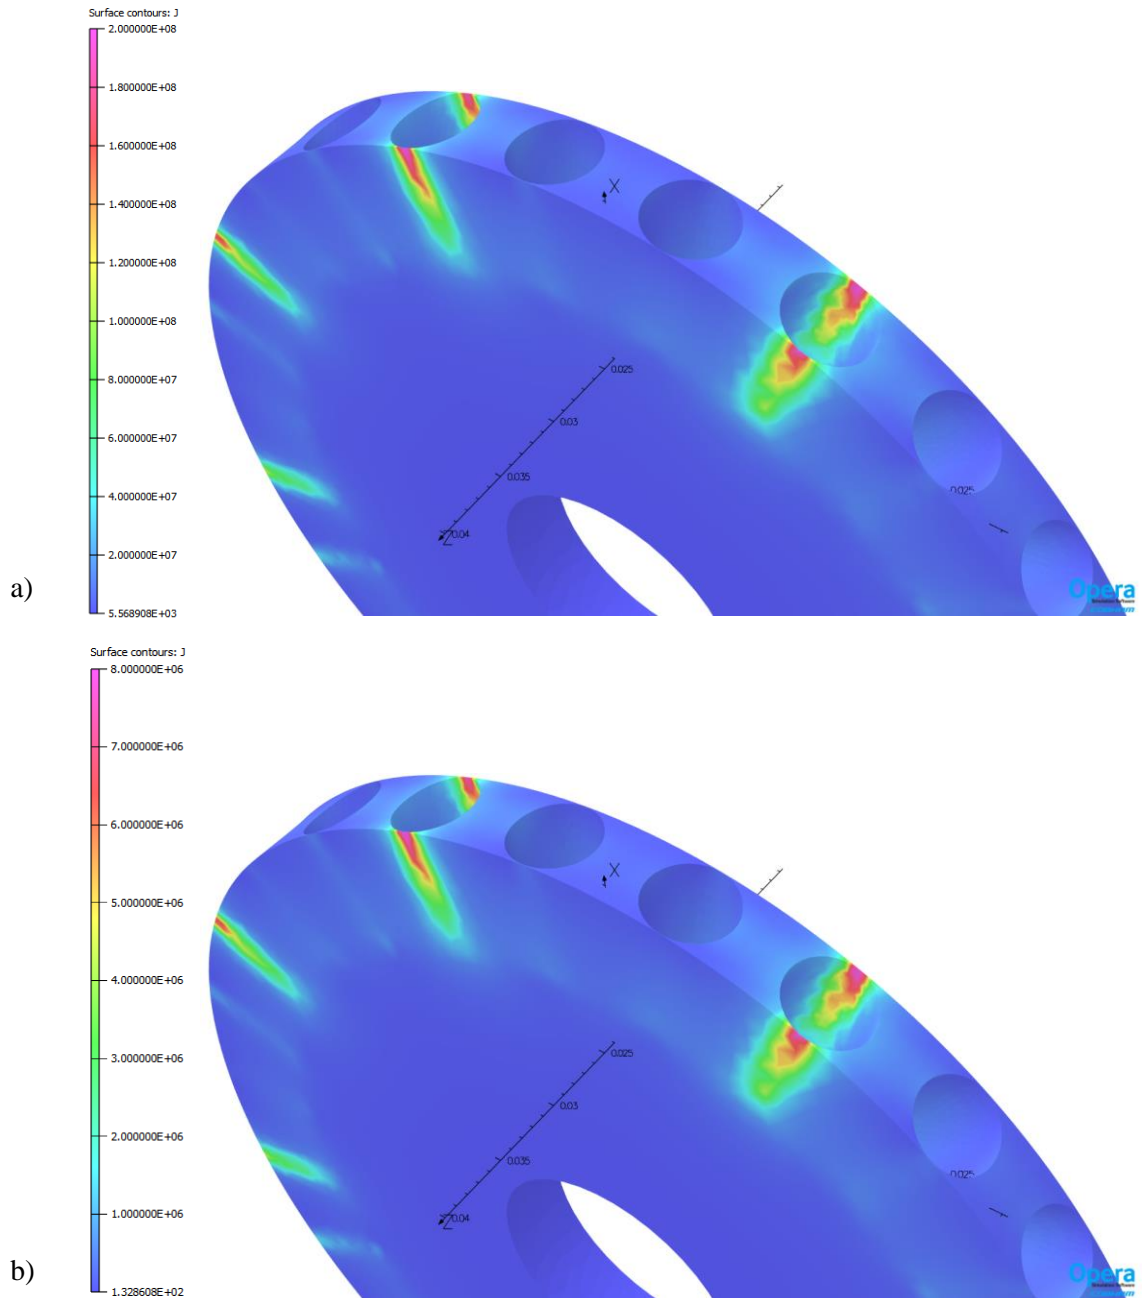 Surface contours: J
2.000000E+08
1.800000E+08
1.600000E+08
1.400000E+08
1.200000E+08
1.000000E+08
8.000000E+07
6.000000E+07
4.000000E+07
2.000000E+07
5.568908E+03
X
0.025
0.03
0.035
0.04
Z
0.025
Opera
a)
Surface contours: J
8.000000E+06
7.000000E+06
6.000000E+06
5.000000E+06
4.000000E+06
3.000000E+06
2.000000E+06
1.000000E+06
1.328608E+02
X
0.025
0.03
0.035
0.04
Z
0.025
Opera
b)